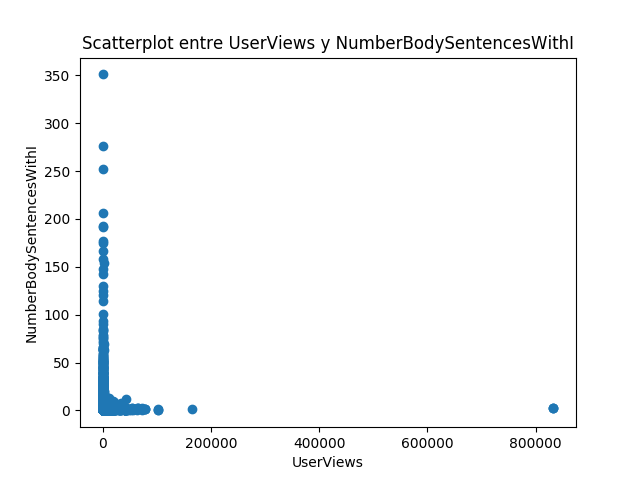 Scatterplot entre UserViews y NumberBodySentencesWithI
350
300
250
200
150
100
50
0
NumberBodySentencesWithI
0 200000 400000 600000 800000
UserViews